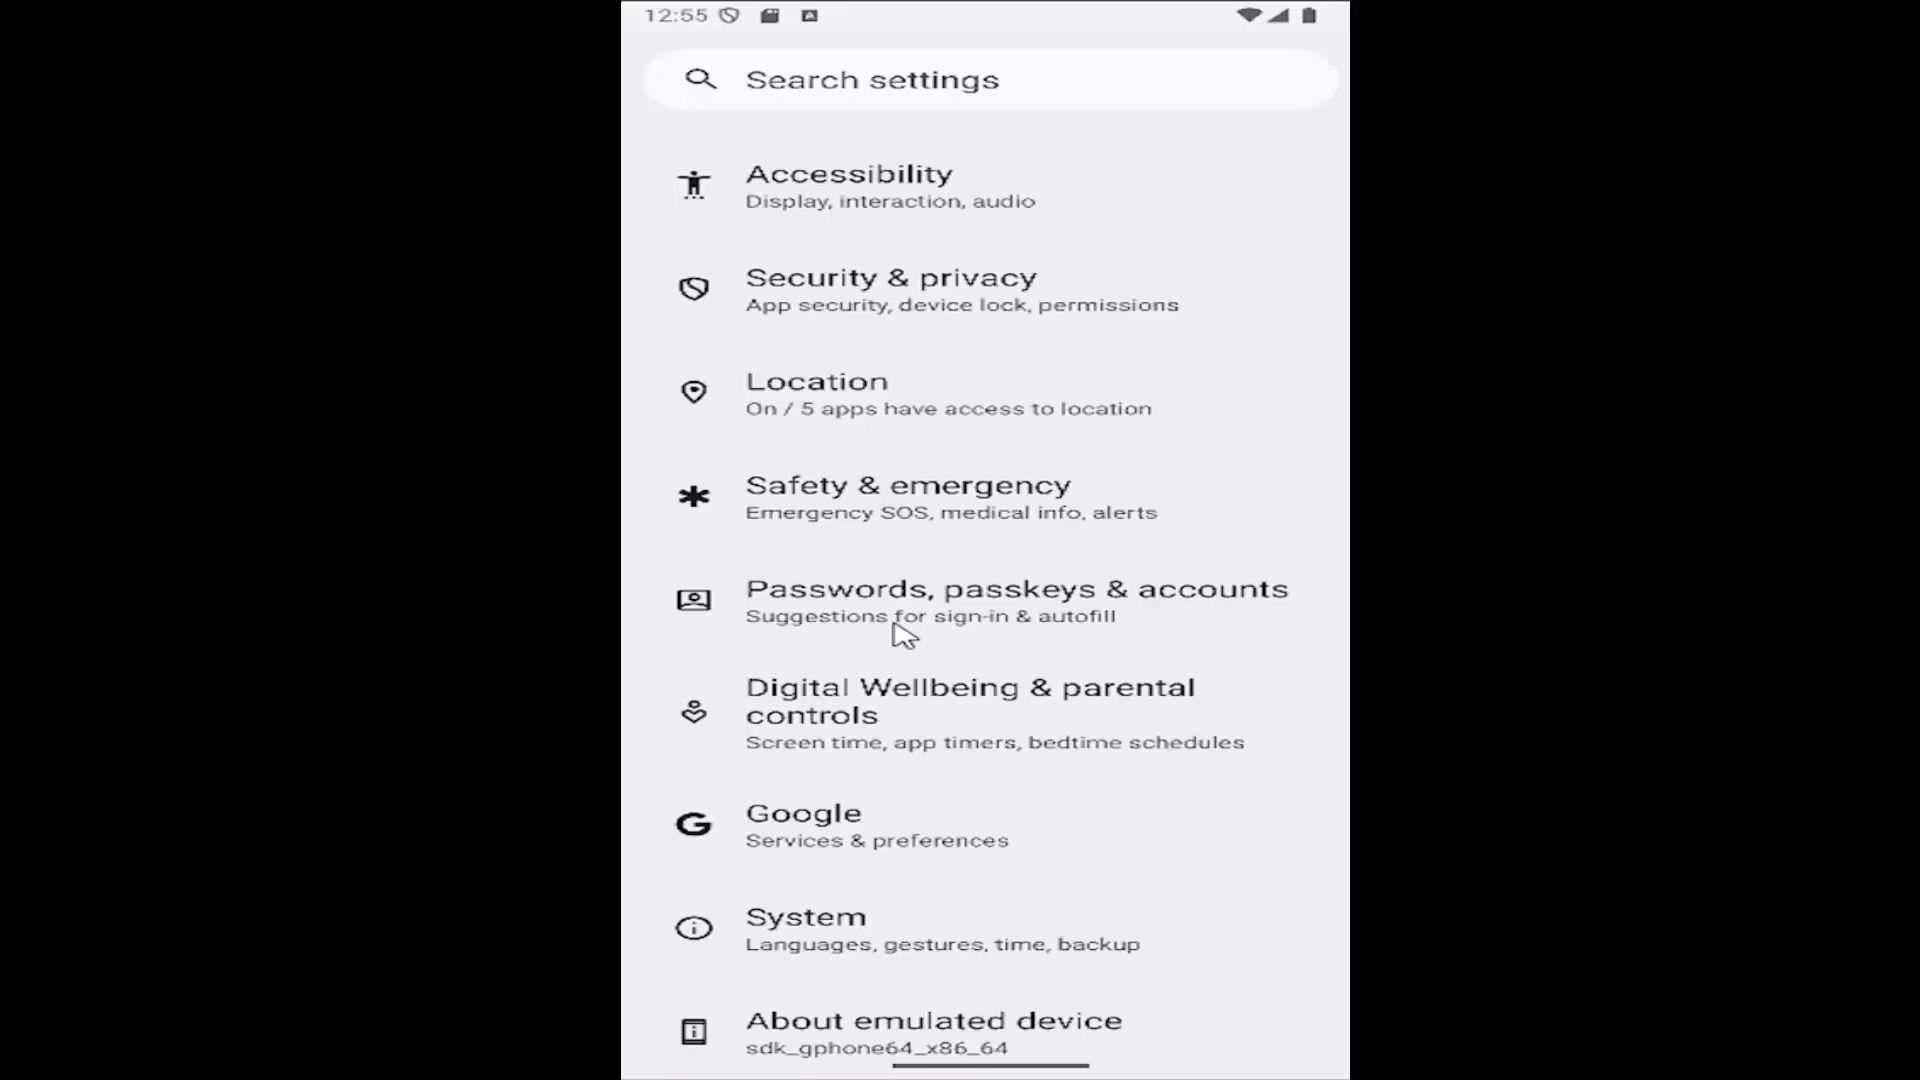 12:55
Search settings
Accessibility
Display, interaction, audio
Security & privacy
App security, device lock, permissions
Location
On / 5 apps have access to location
Safety & emergency
Emergency SOS, medical info, alerts
Passwords, passkeys & accounts
Suggestions for sign-in & autofill
Digital Wellbeing & parental
controls
Screen time, app timers, bedtime schedules
Google
Services & preferences
System
Languages, gestures, time, backup
About emulated device
sdk_gphone64_x86_64